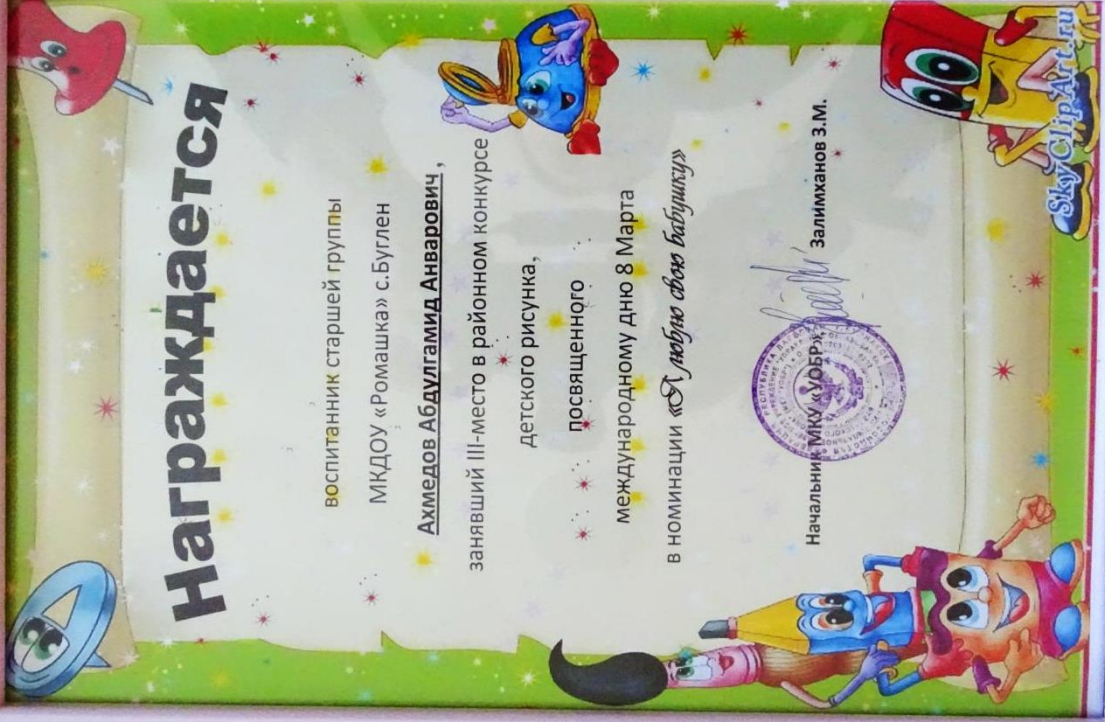 Награждается
воспитанник старшей группы
МКДОУ «Ромашка» с.Буглен
Ахмедов Абдулгамид Анварович ,
занявший III-место в районном конкурсе
детского рисунка,
посвященного
международному дню 8 Марта
в номинации «Я люблю свою бабушку»
Начальник МКУ «УОБР» Залимханов З.М.
SkyClipArt.ru